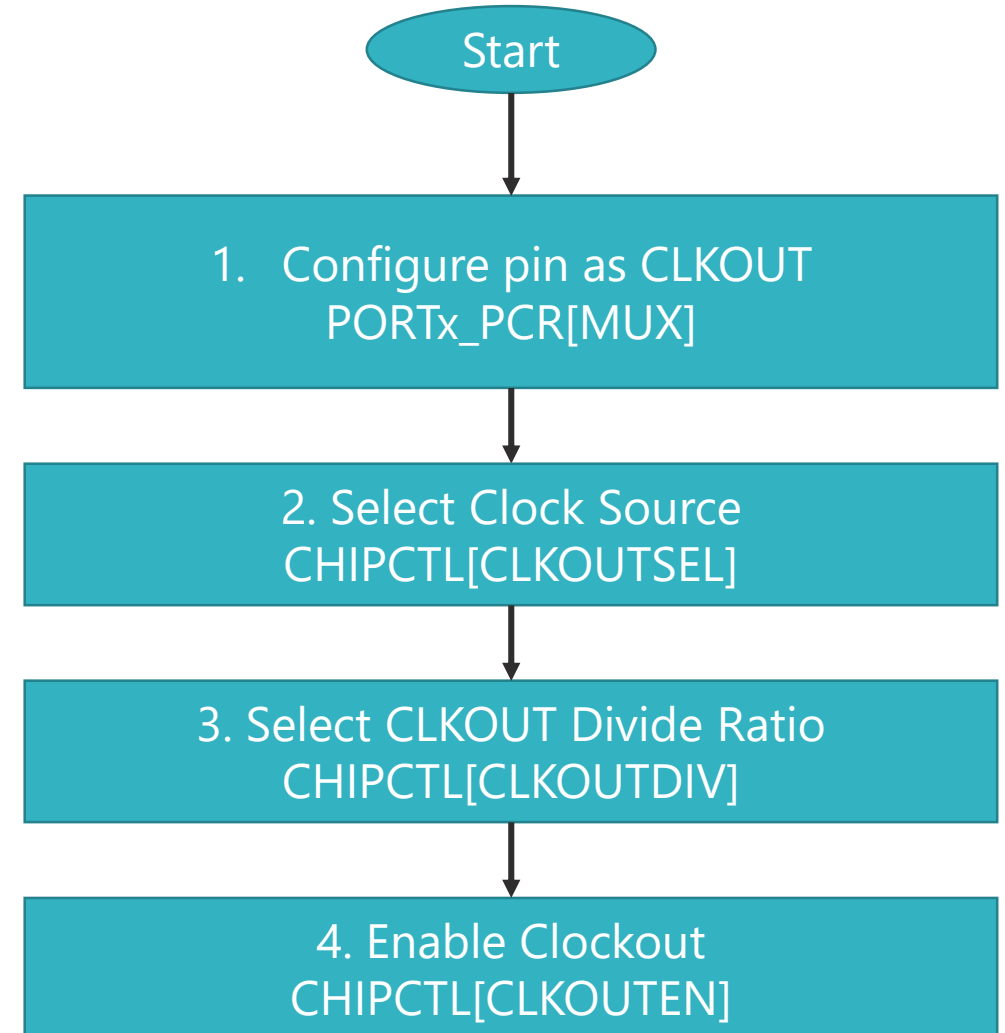 Start
1. Configure pin as CLKOUT
PORTx_PCR[MUX]
2. Select Clock Source
CHIPCTL[CLKOUTSEL]
3. Select CLKOUT Divide Ratio
CHIPCTL[CLKOUTDIV]
4. Enable Clockout
CHIPCTL[CLKOUTEN]